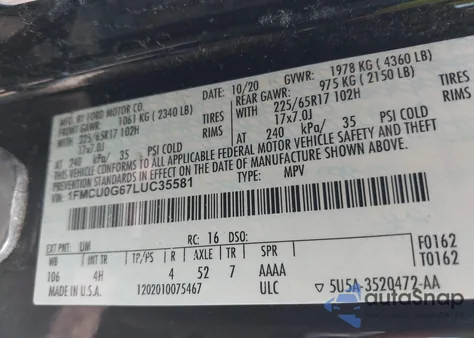 MFD. BY FORD MOTOR CO.
DATE: 10/20 GVWR: 1978 KG ( 4360 LB)
FRONT GAWR: 1061 KG ( 2340 LB) REAR GAWR: 975 KG ( 2150 LB)
WITH 225/65R17 102H TIRES WITH 225/65R17 102H TIRES
17x7.0J RIMS 17x7.0J RIMS
AT 240 kPa/ 35 PSI COLD AT 240 kPa/ 35 PSI COLD
THIS VEHICLE CONFORMS TO ALL APPLICABLE FEDERAL MOTOR VEHICLE SAFETY AND THEFT
PREVENTION STANDARDS IN EFFECT ON THE DATE OF MANUFACTURE SHOWN ABOVE.
VIN: 1FMCU0G67LUC35581
TYPE: MPV
EXT PNT: UM RC: 16 DSO: F0162
WB INT TR TP/PS R AXLE TR SPR T0162
106 4H 4 52 7 AAAA
MADE IN U.S.A. 1202010075467 ULC ▽ 5U5A-3520472-AA
autoSnap